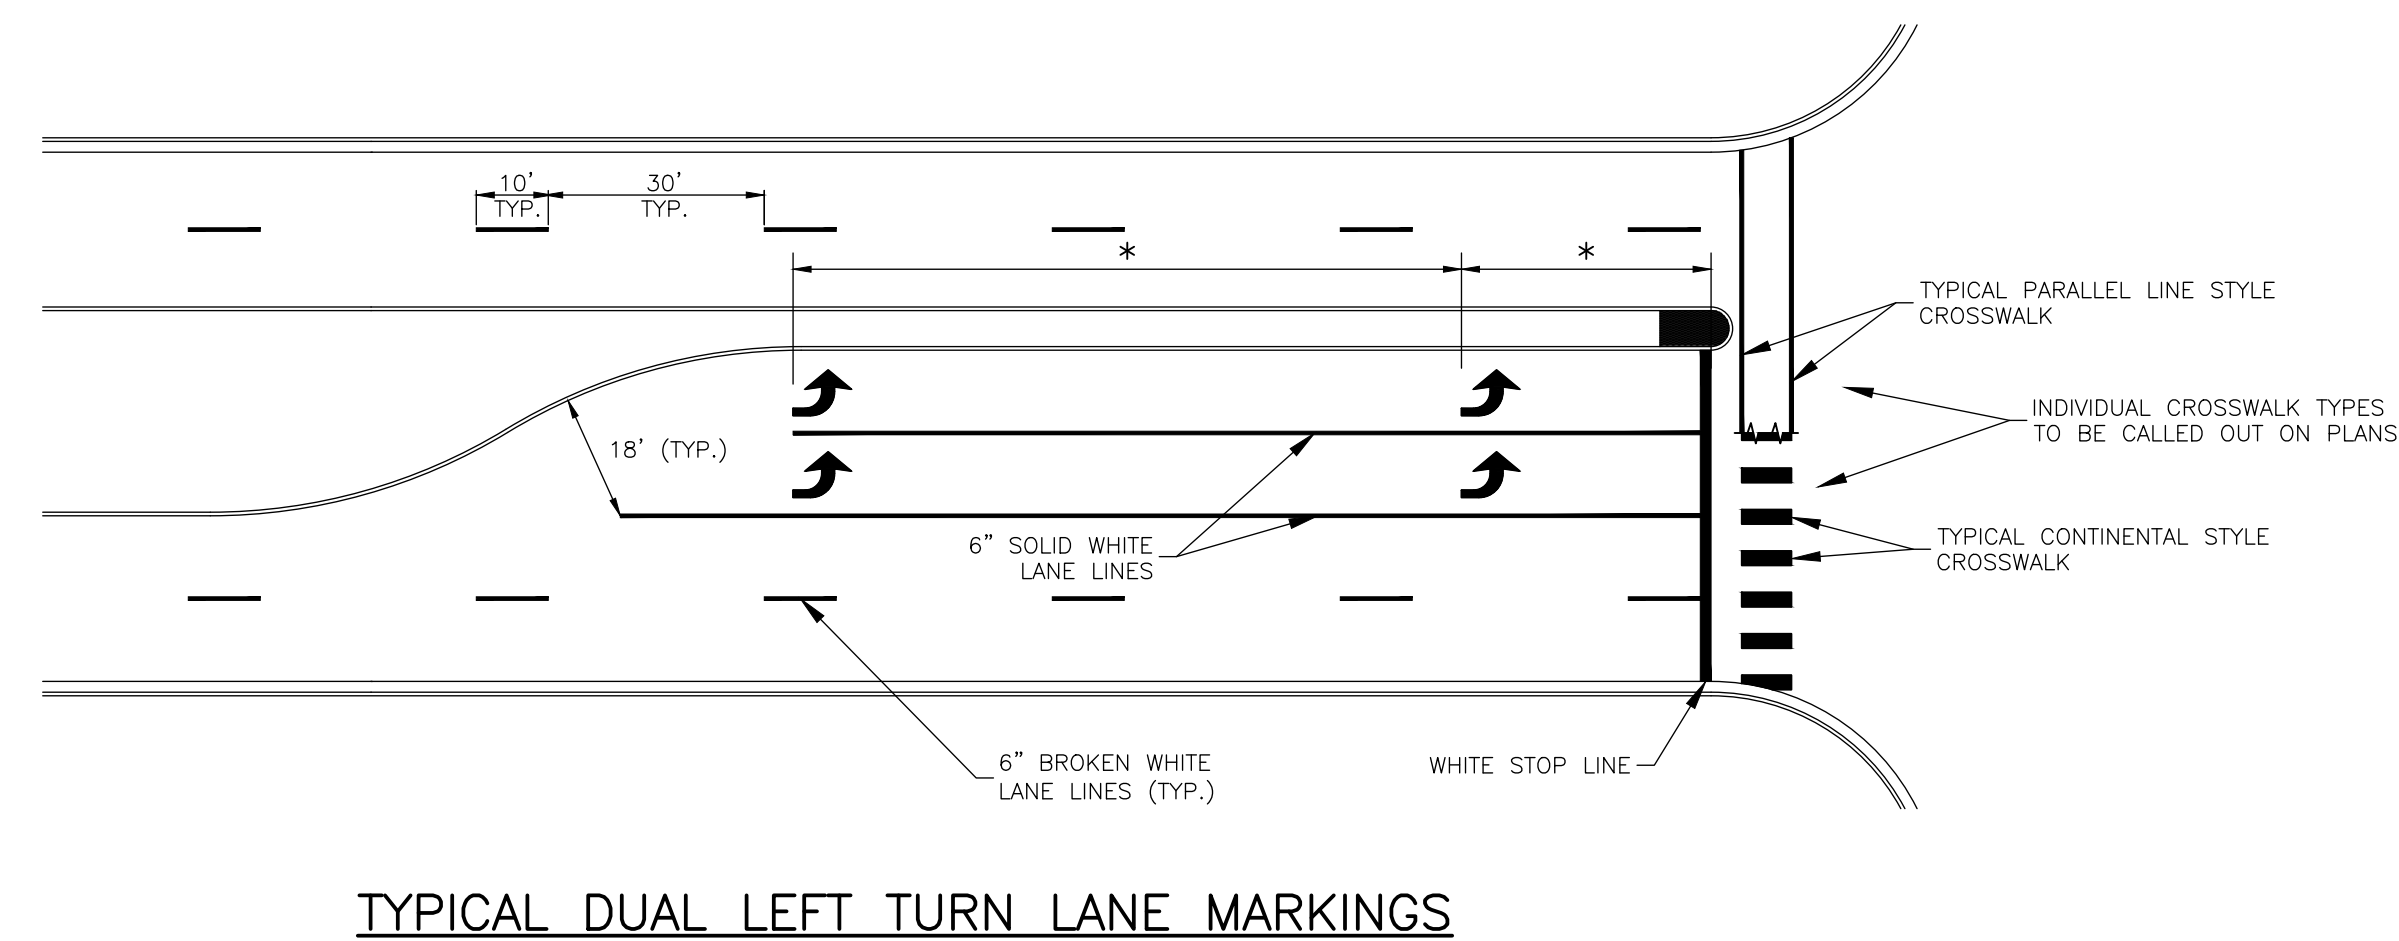 10' 30'
TYP. TYP.
* *
TYPICAL PARALLEL LINE STYLE
CROSSWALK
INDIVIDUAL CROSSWALK TYPES
TO BE CALLED OUT ON PLANS
18' (TYP.)
6" SOLID WHITE
LANE LINES
TYPICAL CONTINENTAL STYLE
CROSSWALK
6" BROKEN WHITE
LANE LINES (TYP.)
WHITE STOP LINE
TYPICAL DUAL LEFT TURN LANE MARKINGS